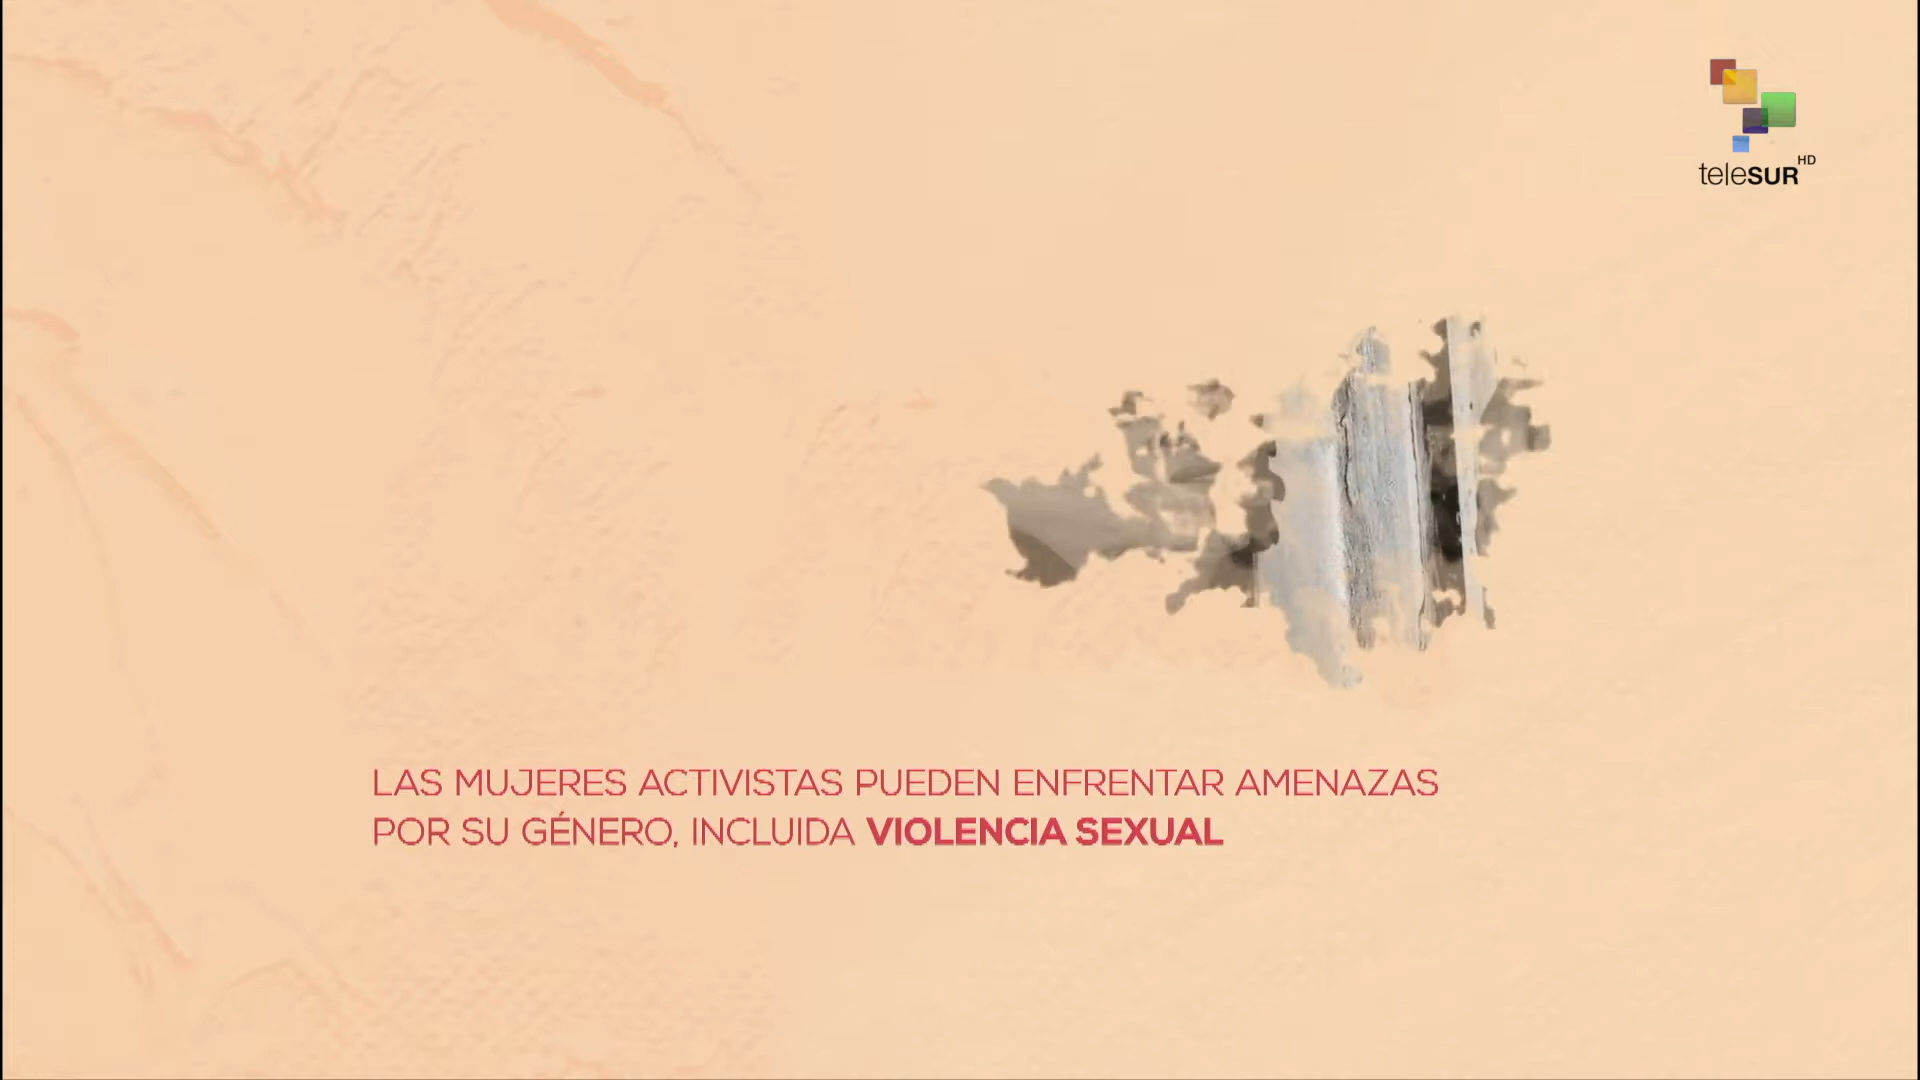 HD
teleSUR
LAS MUJERES ACTIVISTAS PUEDEN ENFRENTAR AMENAZAS
POR SU GÉNERO, INCLUIDA VIOLENCIA SEXUAL